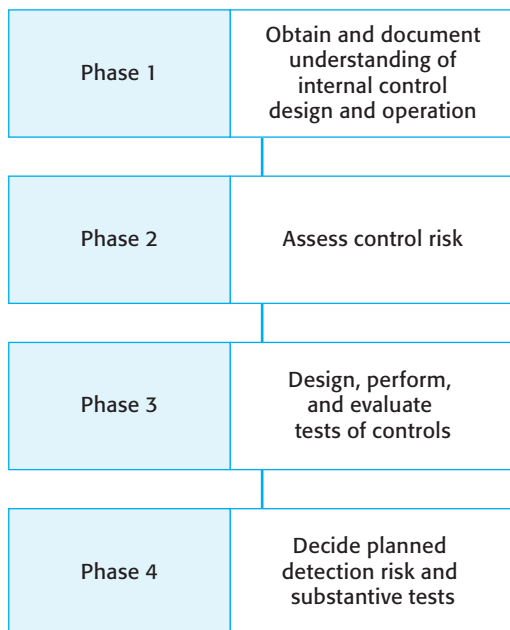 Phase 1
Obtain and document
understanding of
internal control
design and operation
Phase 2
Assess control risk
Phase 3
Design, perform,
and evaluate
tests of controls
Phase 4
Decide planned
detection risk and
substantive tests